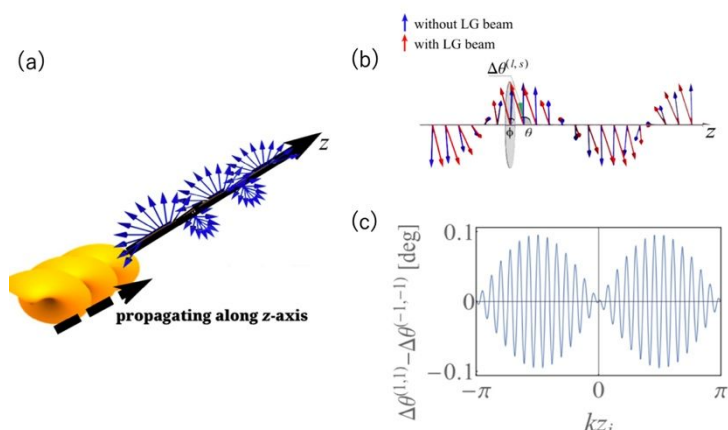 (a)
z
propagating along z-axis
(b)
without LG beam
with LG beam
Δθ^(l, s)
ϕ
θ
z
(c)
Δθ^(1,1) − Δθ^(−1,−1) [deg]
0.1
0
-0.1
−π
0
π
kz_i